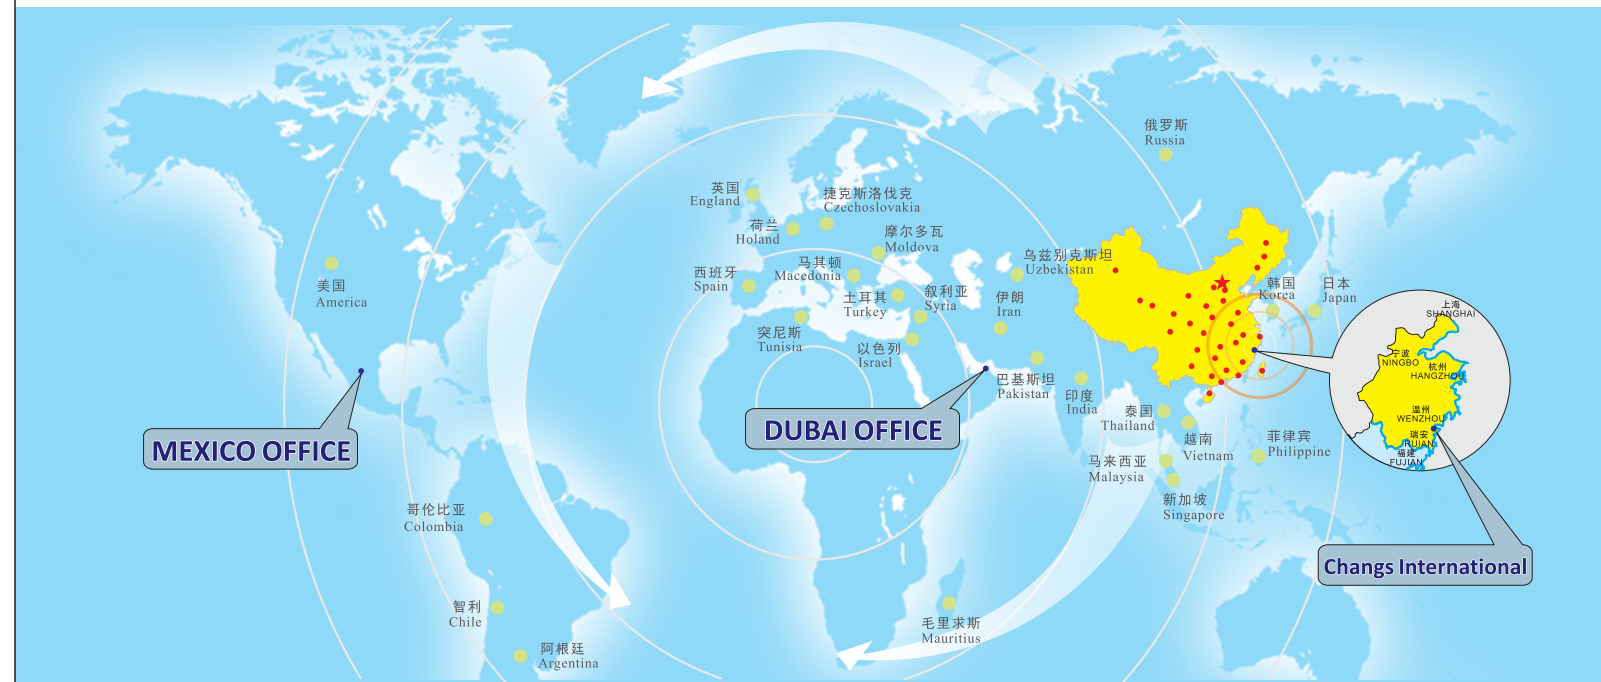 俄罗斯
Russia
英国
England
捷克斯洛伐克
Czechoslovakia
荷兰
Holand
摩尔多瓦
Moldova
乌兹别克斯坦
Uzbekistan
西班牙
Spain
马其顿
Macedonia
美国
America
土耳其
Turkey
叙利亚
Syria
伊朗
Iran
韩国
Korea
日本
Japan
突尼斯
Tunisia
以色列
Israel
巴基斯坦
Pakistan
印度
India
泰国
Thailand
越南
Vietnam
菲律宾
Philippine
马来西亚
Malaysia
新加坡
Singapore
MEXICO OFFICE
DUBAI OFFICE
上海
SHANGHAI
宁波
NINGBO
杭州
HANGZHOU
温州
WENZHOU
瑞安
RUIAN
福建
FUJIAN
Changs International
哥伦比亚
Colombia
智利
Chile
阿根廷
Argentina
毛里求斯
Mauritius